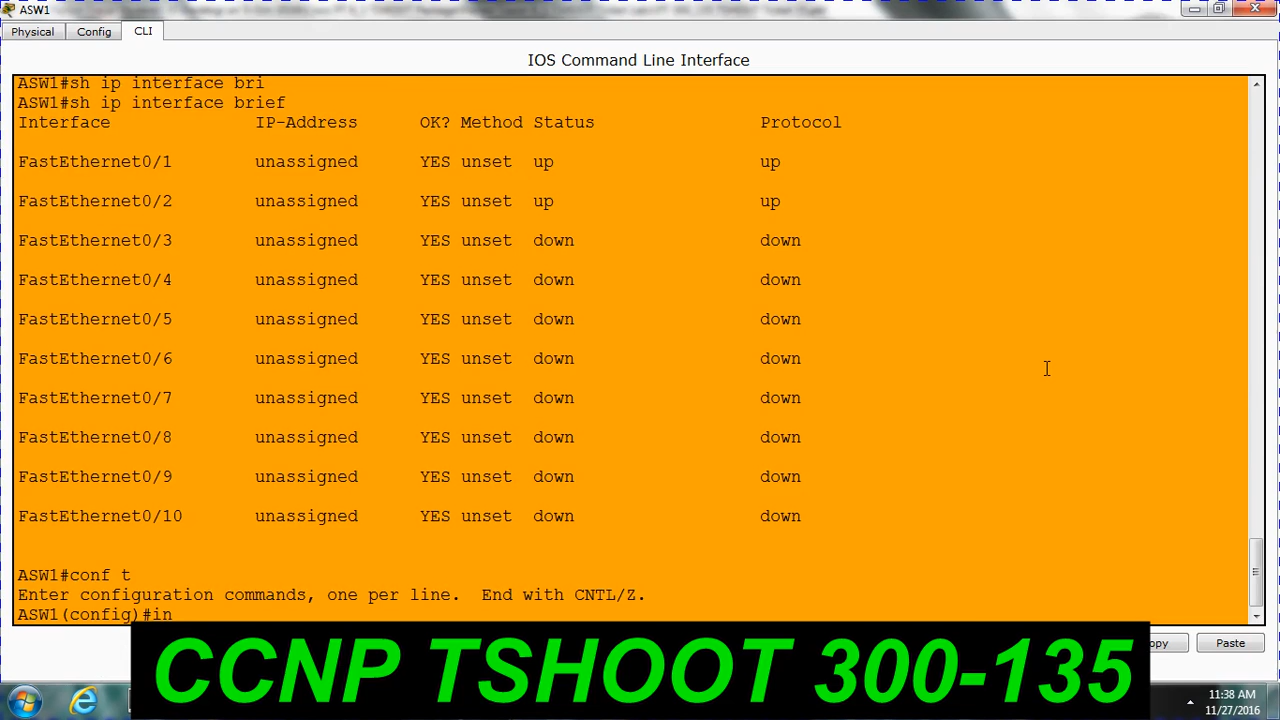 ASW1
Physical Config CLI
IOS Command Line Interface
ASW1#sh ip interface bri
ASW1#sh ip interface brief
Interface IP-Address OK? Method Status Protocol
FastEthernet0/1 unassigned YES unset up up
FastEthernet0/2 unassigned YES unset up up
FastEthernet0/3 unassigned YES unset down down
FastEthernet0/4 unassigned YES unset down down
FastEthernet0/5 unassigned YES unset down down
FastEthernet0/6 unassigned YES unset down down
FastEthernet0/7 unassigned YES unset down down
FastEthernet0/8 unassigned YES unset down down
FastEthernet0/9 unassigned YES unset down down
FastEthernet0/10 unassigned YES unset down down
ASW1#conf t
Enter configuration commands, one per line. End with CNTL/Z.
ASW1(config)#in
opy Paste
CCNP TSHOOT 300-135
11:38 AM
11/27/2016